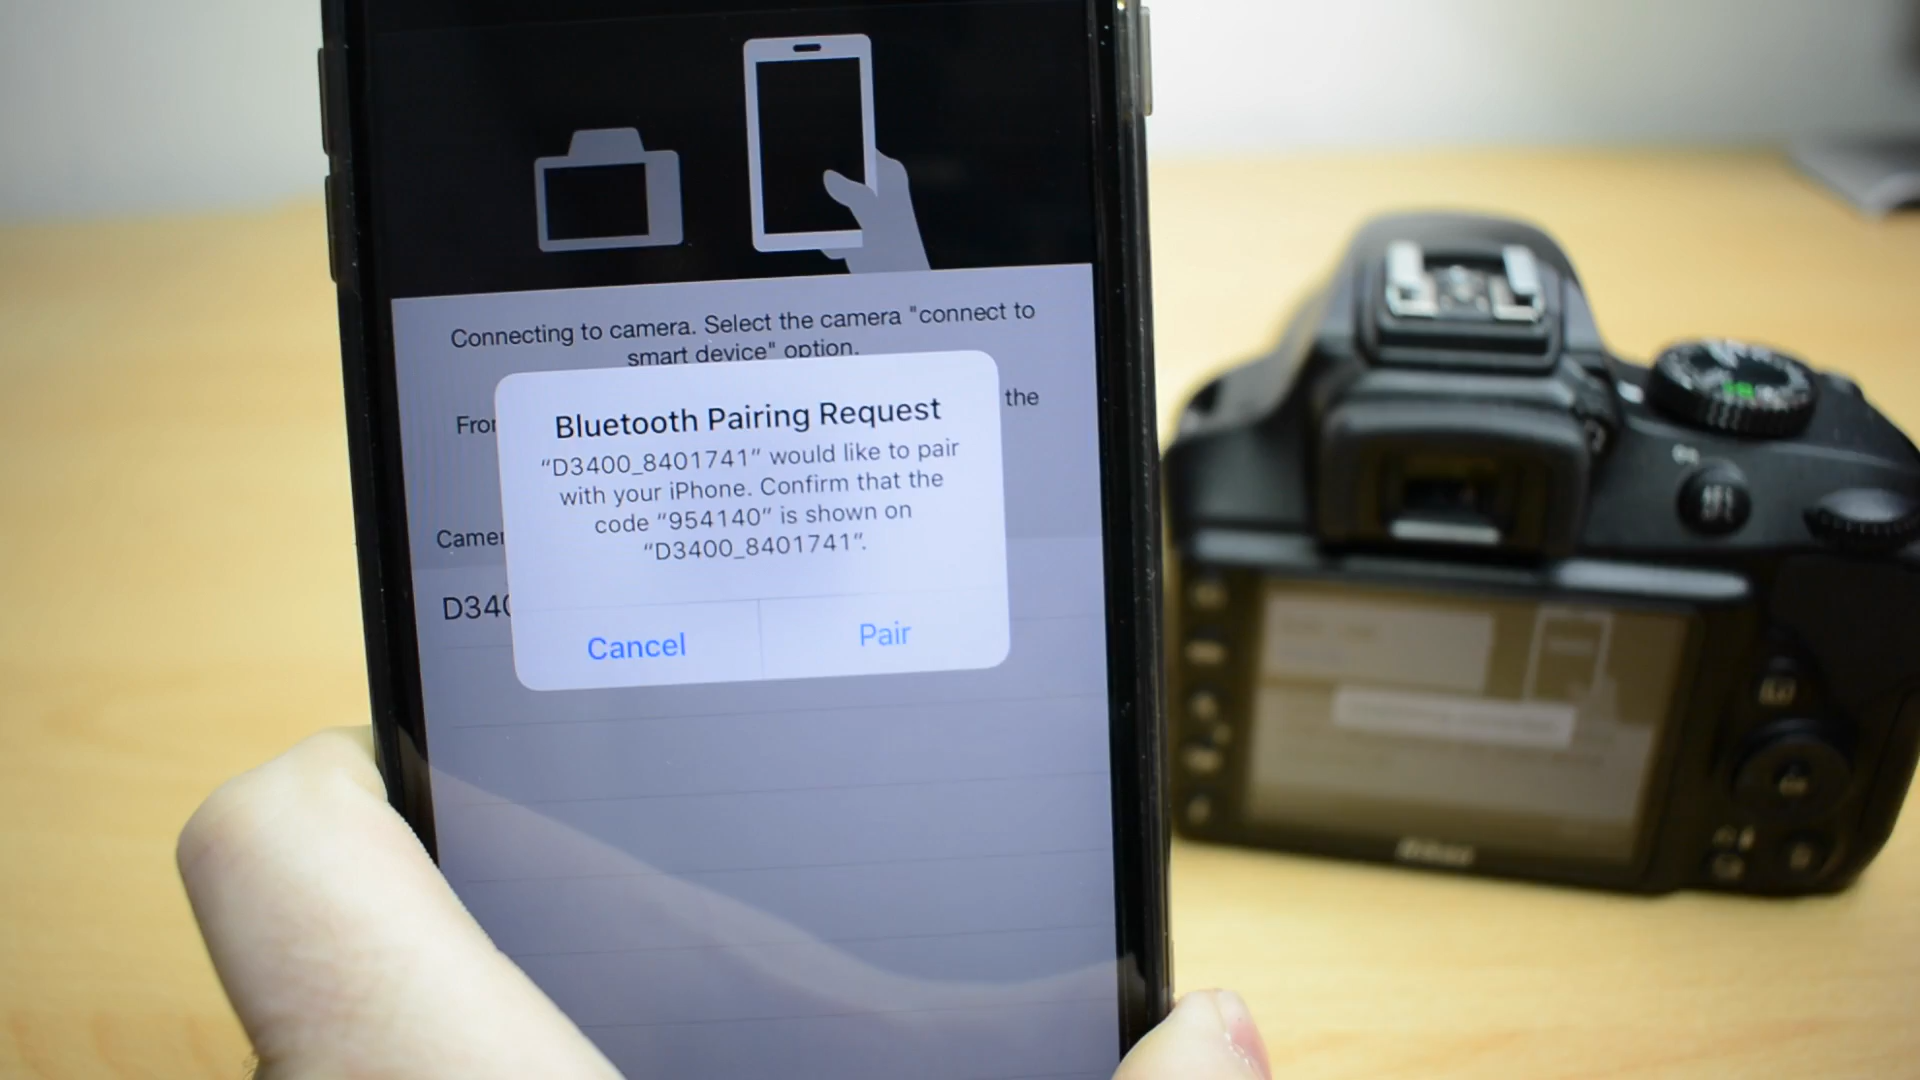 Connecting to camera. Select the camera "connect to
smart device" option.
the
Bluetooth Pairing Request
“D3400_8401741” would like to pair
with your iPhone. Confirm that the
code “954140” is shown on
“D3400_8401741”.
Camer
D340
Cancel
Pair
Nikon